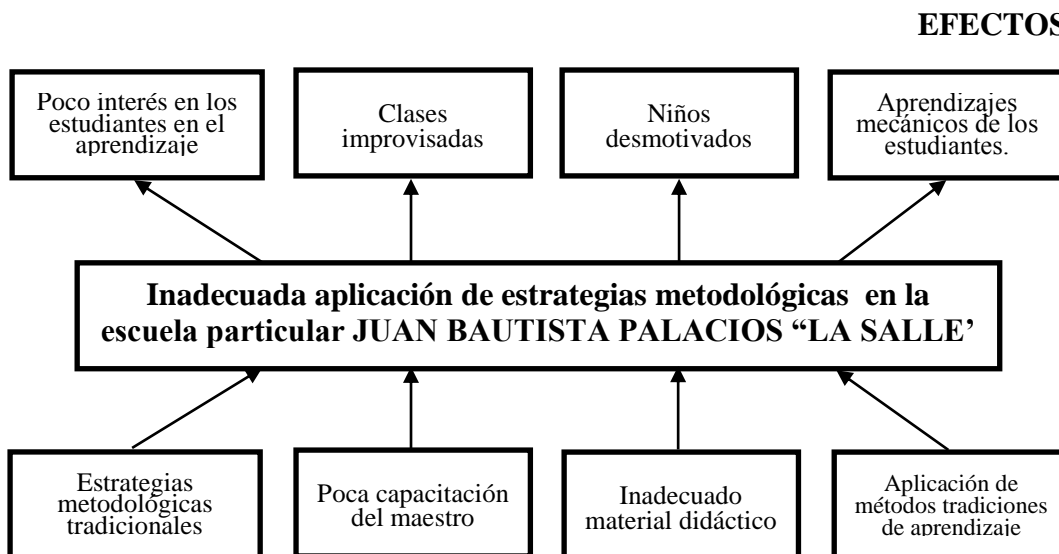 EFECTOS
Poco interés en los
estudiantes en el
aprendizaje
Clases
improvisadas
Niños
desmotivados
Aprendizajes
mecánicos de los
estudiantes.
Inadecuada aplicación de estrategias metodológicas en la
escuela particular JUAN BAUTISTA PALACIOS “LA SALLE’
Estrategias
metodológicas
tradicionales
Poca capacitación
del maestro
Inadecuado
material didáctico
Aplicación de
métodos tradiciones
de aprendizaje